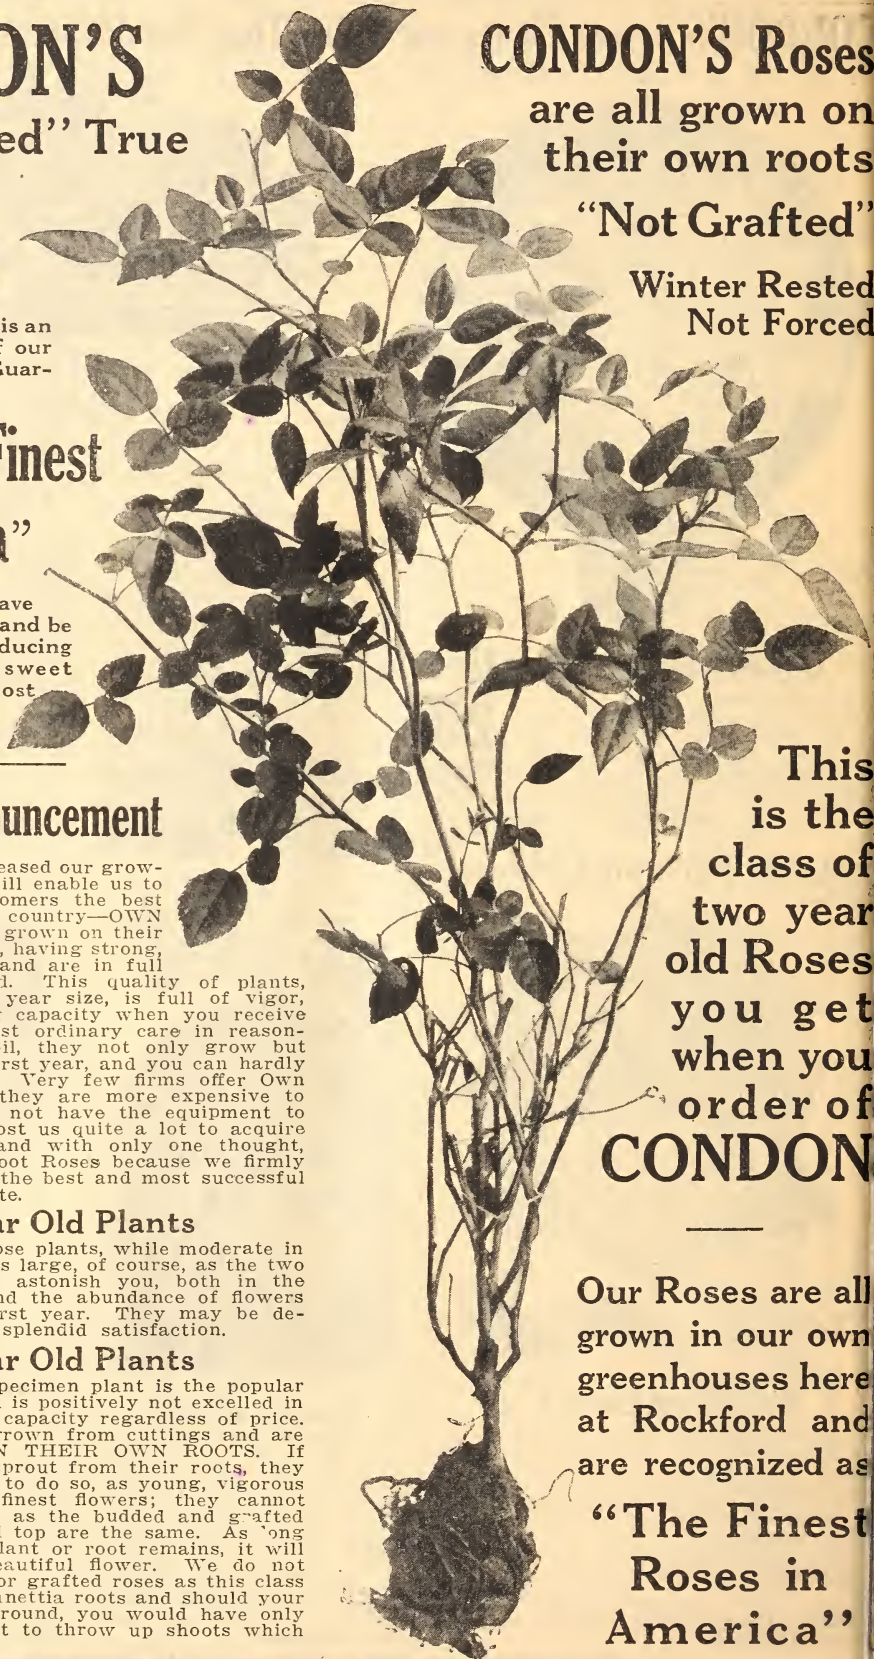 ON'S
ed" True
is an
f our
Guar-
Finest
a"
ave
and be
ducing
sweet
ost
uncement
eased our grow-
ill enable us to
omers the best
country—OWN
grown on their
, having strong,
and are in full
d. This quality of plants,
year size, is full of vigor,
capacity when you receive
st ordinary care in reason-
il, they not only grow but
rst year, and you can hardly
Very few firms offer Own
they are more expensive to
not have the equipment to
ost us quite a lot to acquire
and with only one thought,
oot Roses because we firmly
the best and most successful
te.
ar Old Plants
ose plants, while moderate in
s large, of course, as the two
astonish you, both in the
nd the abundance of flowers
rst year. They may be de-
splendid satisfaction.
ar Old Plants
pecimen plant is the popular
is positively not excelled in
capacity regardless of price.
rown from cuttings and are
N THEIR OWN ROOTS. If
prout from their roots, they
to do so, as young, vigorous
finest flowers; they cannot
as the budded and grafted
top are the same. As long
lant or root remains, it will
eautiful flower. We do not
or grafted roses as this class
nettia roots and should your
round, you would have only
t to throw up shoots which
CONDON'S Roses
are all grown on
their own roots
"Not Grafted"
Winter Rested
Not Forced
This
is the
class of
two year
old Roses
you get
when you
order of
CONDON
Our Roses are all
grown in our own
greenhouses here
at Rockford and
are recognized as
"The Finest
Roses in
America"